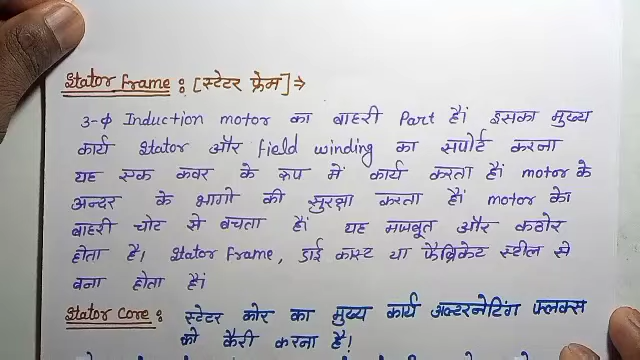 Stator Frame : [स्टेटर फ्रेम] ⇒
3-ϕ Induction motor का बाहरी Part है। इसका मुख्य
कार्य Stator और field winding का सपोर्ट करना
यह एक कवर के रूप में कार्य करता हैं। motor के
अन्दर के भागो की सुरक्षा करता है। motor को
बाहरी चोट से बचता हैं। यह मजबूत और कठोर
होता है। Stator Frame, डाई कास्ट या फैब्रिकेट स्टील से
बना होता है।
Stator Core : स्टेटर कोर का मुख्य कार्य अल्टरनेटिंग फ्लक्स
को कैरी करना है।